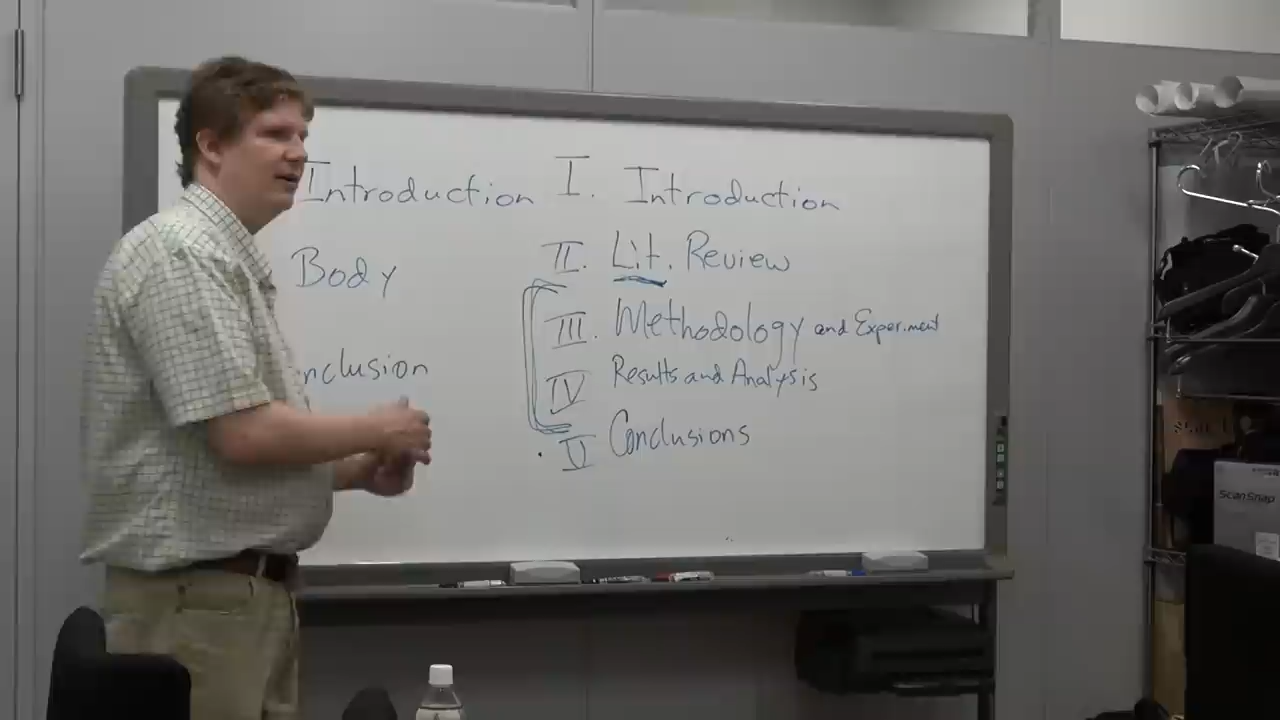 Introduction
Body
nclusion
I. Introduction
II. Lit. Review
III. Methodology and Experiment
IV Results and Analysis
V Conclusions
ScanSnap